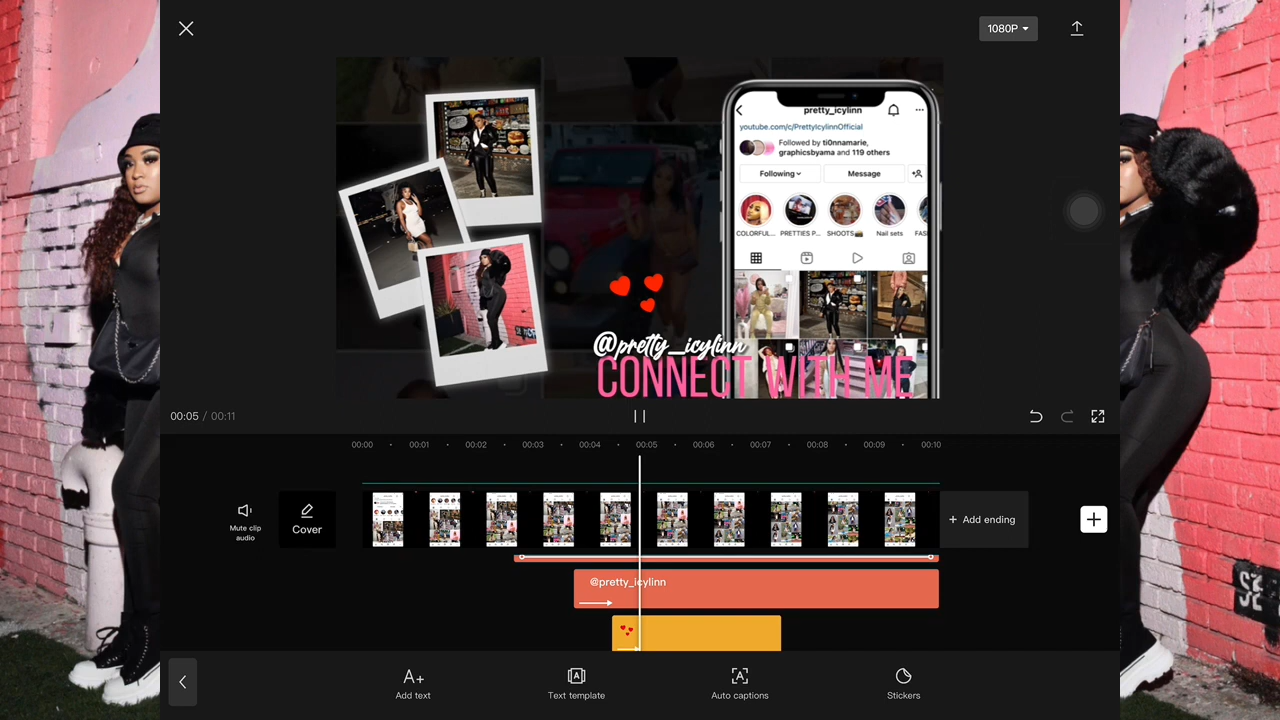 1080P
pretty_icylinn
youtube.com/c/PrettyIcylinnOfficial
Followed by ti0nnamarie,
graphicsbyama and 119 others
Following
Message
COLORFUL...
PRETTIES P...
SHOOTS📸
Nail sets
FAS
@pretty_icylinn
CONNECT WITH ME
00:05 / 00:11
00:00
00:01
00:02
00:03
00:04
00:05
00:06
00:07
00:08
00:09
00:10
Mute clip
audio
Cover
+ Add ending
@pretty_icylinn
A+
Add text
Text template
Auto captions
Stickers